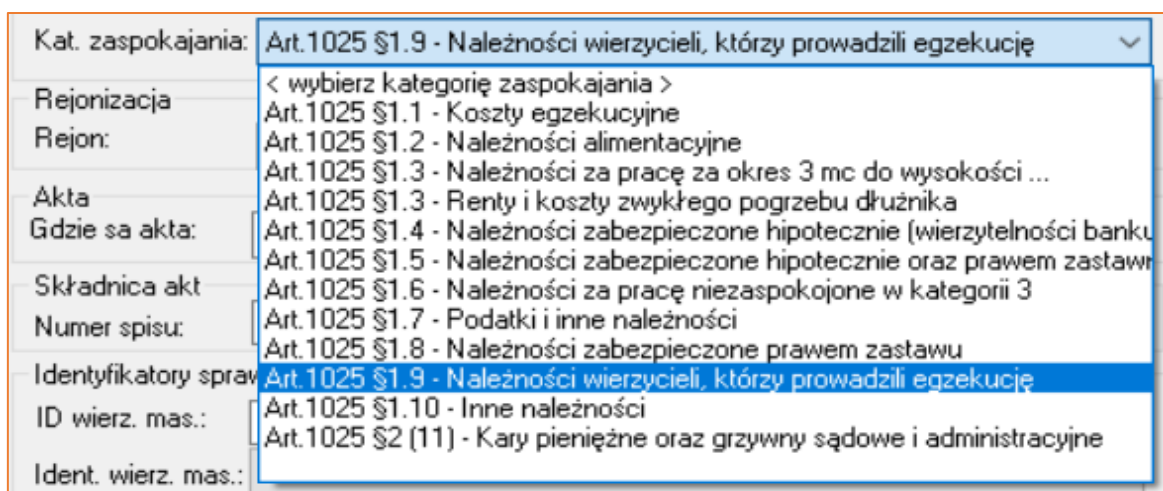 Kat. zaspokajania: Art.1025 §1.9 - Należności wierzycieli, którzy prowadzili egzekucję
< wybierz kategorię zaspokajania >
Rejonizacja
Art.1025 §1.1 - Koszty egzekucyjne
Rejon:
Art.1025 §1.2 - Należności alimentacyjne
Art.1025 §1.3 - Należności za pracę za okres 3 mc do wysokości ...
Akta
Art.1025 §1.3 - Renty i koszty zwykłego pogrzebu dłużnika
Gdzie sa akta:
Art.1025 §1.4 - Należności zabezpieczone hipotecznie (wierzytelności banku
Art.1025 §1.5 - Należności zabezpieczone hipotecznie oraz prawem zastawr
Składnica akt
Art.1025 §1.6 - Należności za pracę niezaspokojone w kategorii 3
Numer spisu:
Art.1025 §1.7 - Podatki i inne należności
Art.1025 §1.8 - Należności zabezpieczone prawem zastawu
Identyfikatory spraw
Art.1025 §1.9 - Należności wierzycieli, którzy prowadzili egzekucję
ID wierz. mas.:
Art.1025 §1.10 - Inne należności
Art.1025 §2 (11) - Kary pieniężne oraz grzywny sądowe i administracyjne
Ident. wierz. mas.: